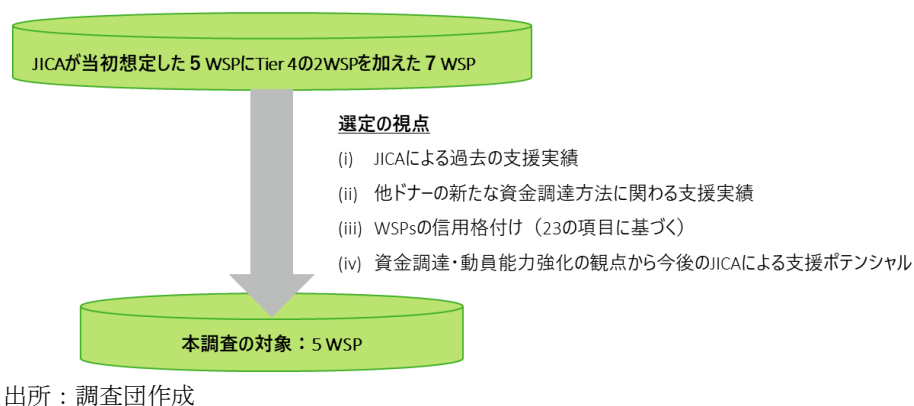 JICAが当初想定した 5 WSPにTier 4の2WSPを加えた 7 WSP
選定の視点
(i) JICAによる過去の支援実績
(ii) 他ドナーの新たな資金調達方法に関わる支援実績
(iii) WSPsの信用格付け（23の項目に基づく）
(iv) 資金調達・動員能力強化の観点から今後のJICAによる支援ポテンシャル
本調査の対象：5 WSP
出所：調査団作成